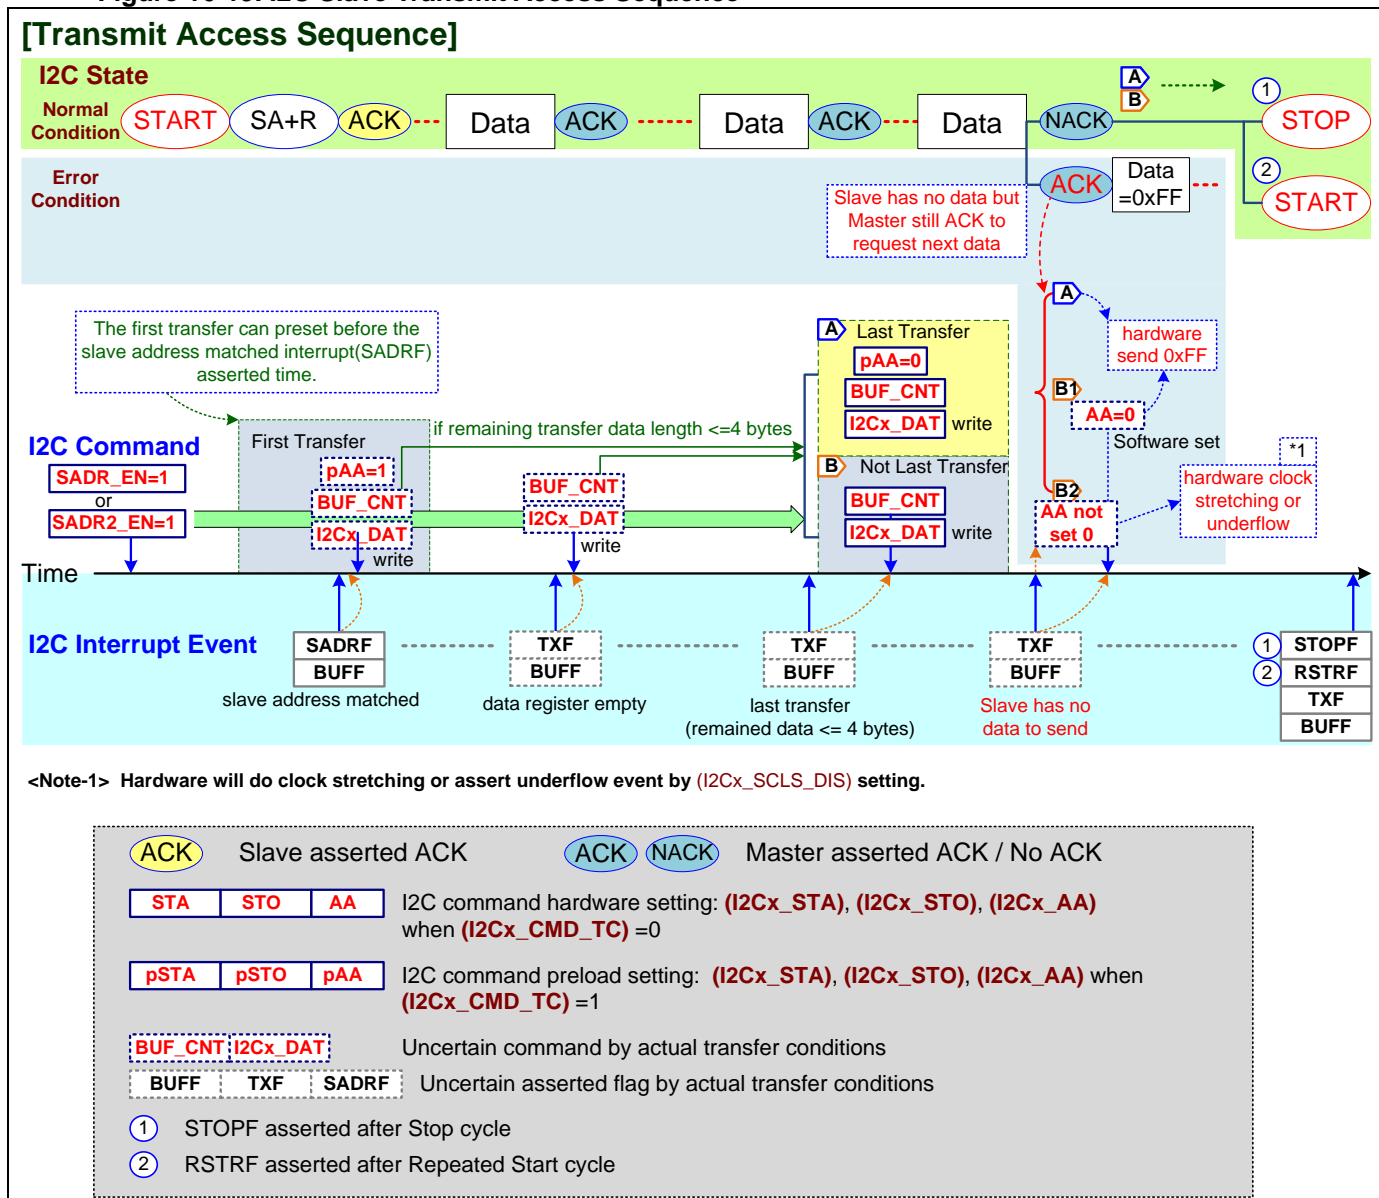 [Transmit Access Sequence]
I2C State
Normal
Condition
START
SA+R
ACK
Data
ACK
Data
ACK
Data
NACK
A
B
1
STOP
Error
Condition
Slave has no data but
Master still ACK to
request next data
ACK
Data
=0xFF
2
START
The first transfer can preset before the
slave address matched interrupt(SADRF)
asserted time.
A Last Transfer
pAA=0
BUF_CNT
I2Cx_DAT write
A
hardware
send 0xFF
B1
AA=0
Software set
I2C Command
SADR_EN=1
or
SADR2_EN=1
First Transfer
pAA=1
BUF_CNT
I2Cx_DAT
write
if remaining transfer data length <=4 bytes
BUF_CNT
I2Cx_DAT
write
B Not Last Transfer
BUF_CNT
I2Cx_DAT write
B2
AA not
set 0
*1
hardware clock
stretching or
underflow
Time
I2C Interrupt Event
SADRF
BUFF
slave address matched
TXF
BUFF
data register empty
TXF
BUFF
last transfer
(remained data <= 4 bytes)
TXF
BUFF
Slave has no
data to send
1 STOPF
2 RSTRF
TXF
BUFF
<Note-1> Hardware will do clock stretching or assert underflow event by (I2Cx_SCLS_DIS) setting.
ACK Slave asserted ACK ACK NACK Master asserted ACK / No ACK
STA STO AA I2C command hardware setting: (I2Cx_STA), (I2Cx_STO), (I2Cx_AA)
when (I2Cx_CMD_TC) =0
pSTA pSTO pAA I2C command preload setting: (I2Cx_STA), (I2Cx_STO), (I2Cx_AA) when
(I2Cx_CMD_TC) =1
BUF_CNT I2Cx_DAT Uncertain command by actual transfer conditions
BUFF TXF SADRF Uncertain asserted flag by actual transfer conditions
1 STOPF asserted after Stop cycle
2 RSTRF asserted after Repeated Start cycle